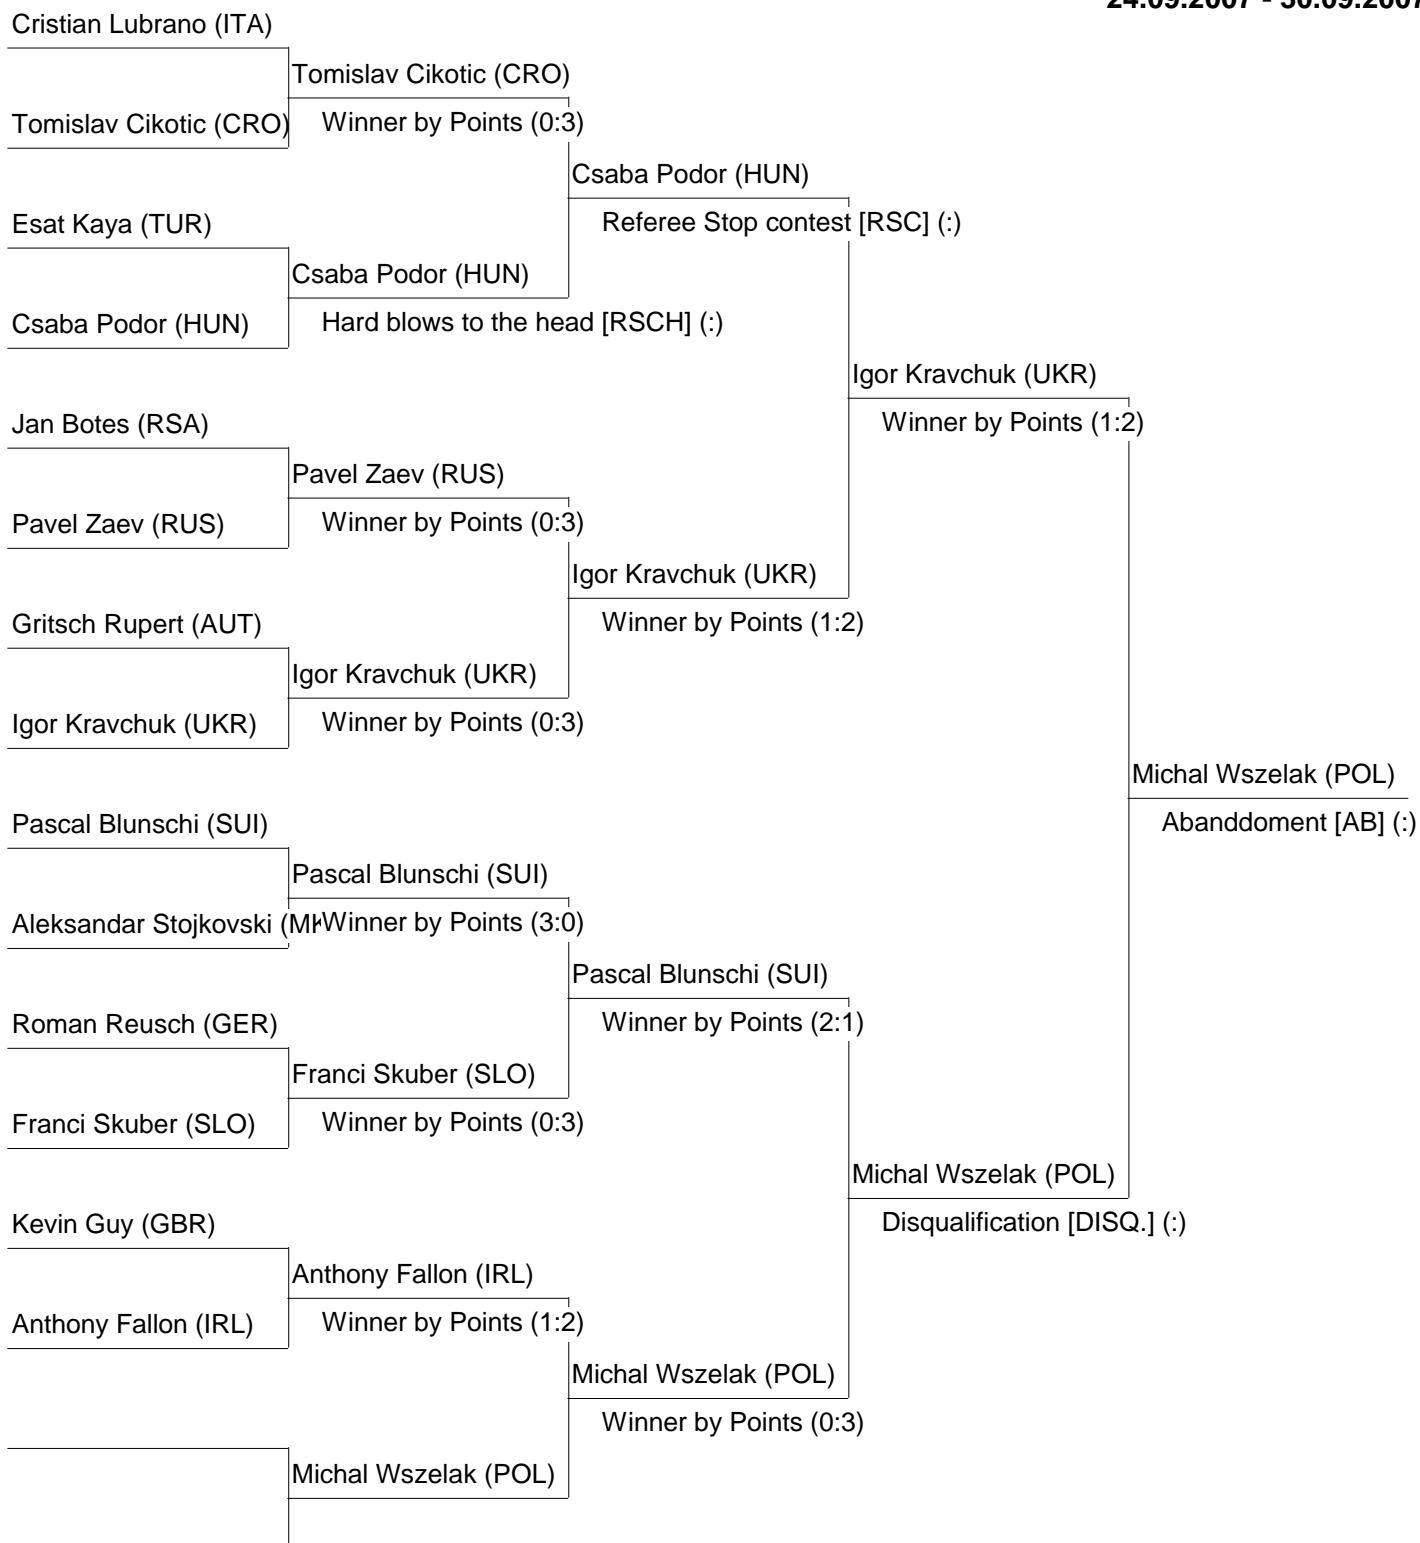 24.09.2007 - 30.09.2007
Cristian Lubrano (ITA)
Tomislav Cikotic (CRO)
Tomislav Cikotic (CRO)
Winner by Points (0:3)
Csaba Podor (HUN)
Esat Kaya (TUR)
Referee Stop contest [RSC] (:)
Csaba Podor (HUN)
Csaba Podor (HUN)
Hard blows to the head [RSCH] (:)
Igor Kravchuk (UKR)
Jan Botes (RSA)
Winner by Points (1:2)
Pavel Zaev (RUS)
Pavel Zaev (RUS)
Winner by Points (0:3)
Igor Kravchuk (UKR)
Gritsch Rupert (AUT)
Winner by Points (1:2)
Igor Kravchuk (UKR)
Igor Kravchuk (UKR)
Winner by Points (0:3)
Michal Wszelak (POL)
Pascal Blunschi (SUI)
Abanddoment [AB] (:)
Pascal Blunschi (SUI)
Aleksandar Stojkovski (MK
Winner by Points (3:0)
Pascal Blunschi (SUI)
Roman Reusch (GER)
Winner by Points (2:1)
Franci Skuber (SLO)
Franci Skuber (SLO)
Winner by Points (0:3)
Michal Wszelak (POL)
Kevin Guy (GBR)
Disqualification [DISQ.] (:)
Anthony Fallon (IRL)
Anthony Fallon (IRL)
Winner by Points (1:2)
Michal Wszelak (POL)
Winner by Points (0:3)
Michal Wszelak (POL)